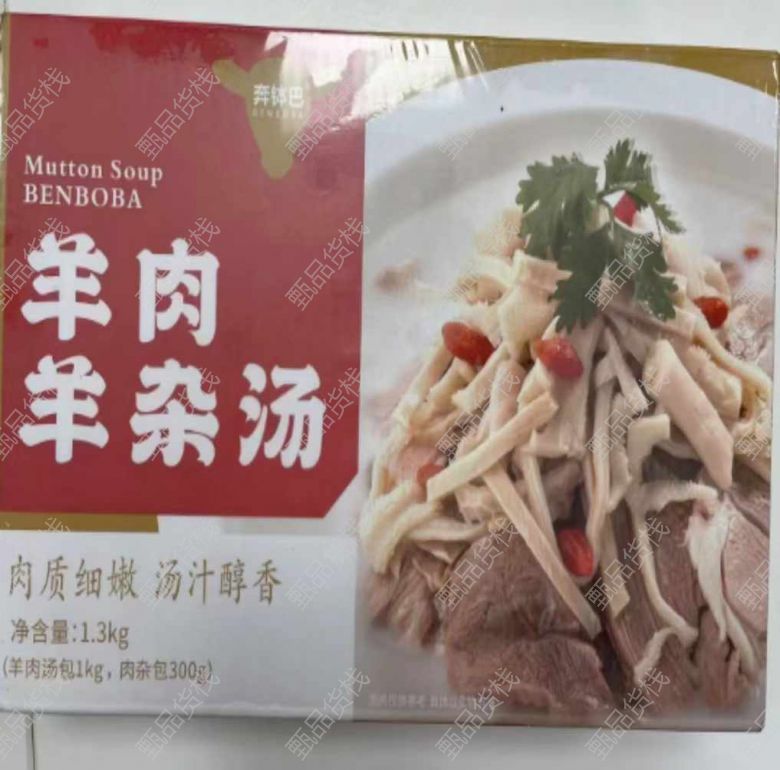 奔钵巴
BENBOBA
Mutton Soup
BENBOBA
羊肉
羊杂汤
肉质细嫩 汤汁醇香
净含量:1.3kg
(羊肉汤包1kg,肉杂包300g)
甄品货栈